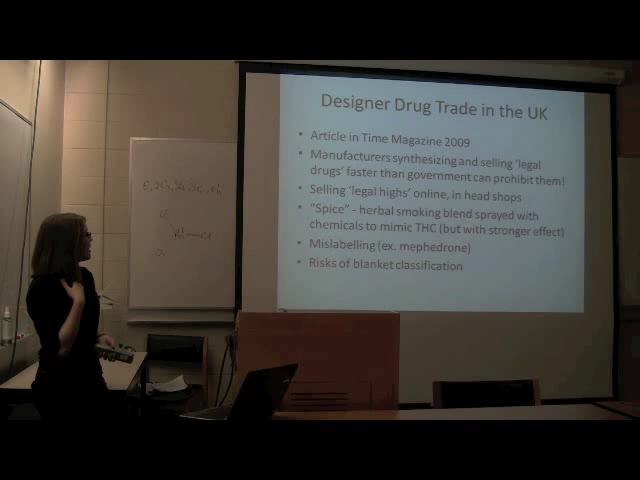 Designer Drug Trade in the UK
• Article in Time Magazine 2009
• Manufacturers synthesizing and selling ‘legal
drugs’ faster than government can prohibit them!
• Selling ‘legal highs’ online, in head shops
• “Spice” - herbal smoking blend sprayed with
chemicals to mimic THC (but with stronger effect)
• Mislabelling (ex. mephedrone)
• Risks of blanket classification